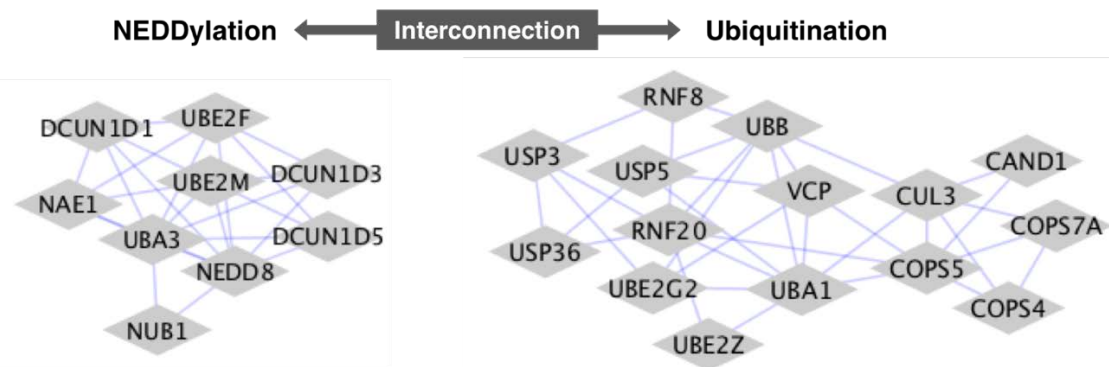 NEDDylation Interconnection Ubiquitination
DCUN1D1
UBE2F
UBE2M
DCUN1D3
NAE1
UBA3
DCUN1D5
NEDD8
NUB1
RNF8
UBB
USP3
USP5
VCP
CUL3
CAND1
RNF20
COPS7A
USP36
UBE2G2
UBA1
COPS5
COPS4
UBE2Z